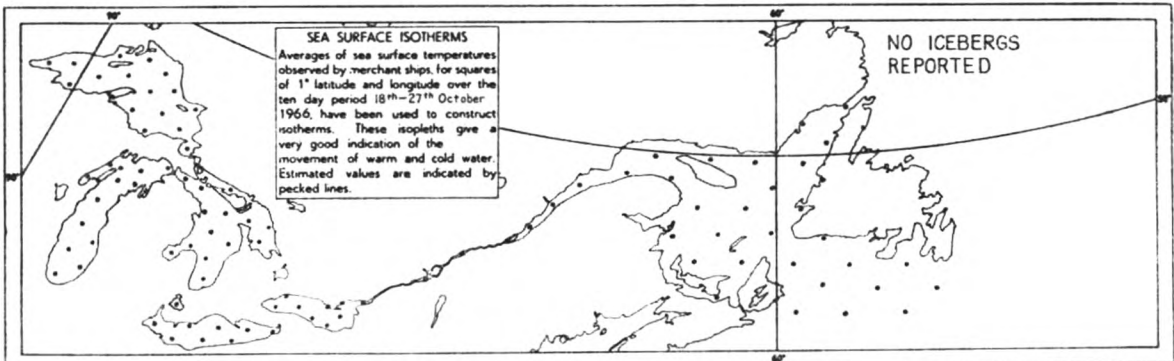 90°
60°
SEA SURFACE ISOTHERMS
Averages of sea surface temperatures
observed by merchant ships, for squares
of 1° latitude and longitude over the
ten day period 18th-27th October
1966, have been used to construct
isotherms. These isopleths give a
very good indication of the
movement of warm and cold water.
Estimated values are indicated by
pecked lines.
NO ICEBERGS
REPORTED
60°